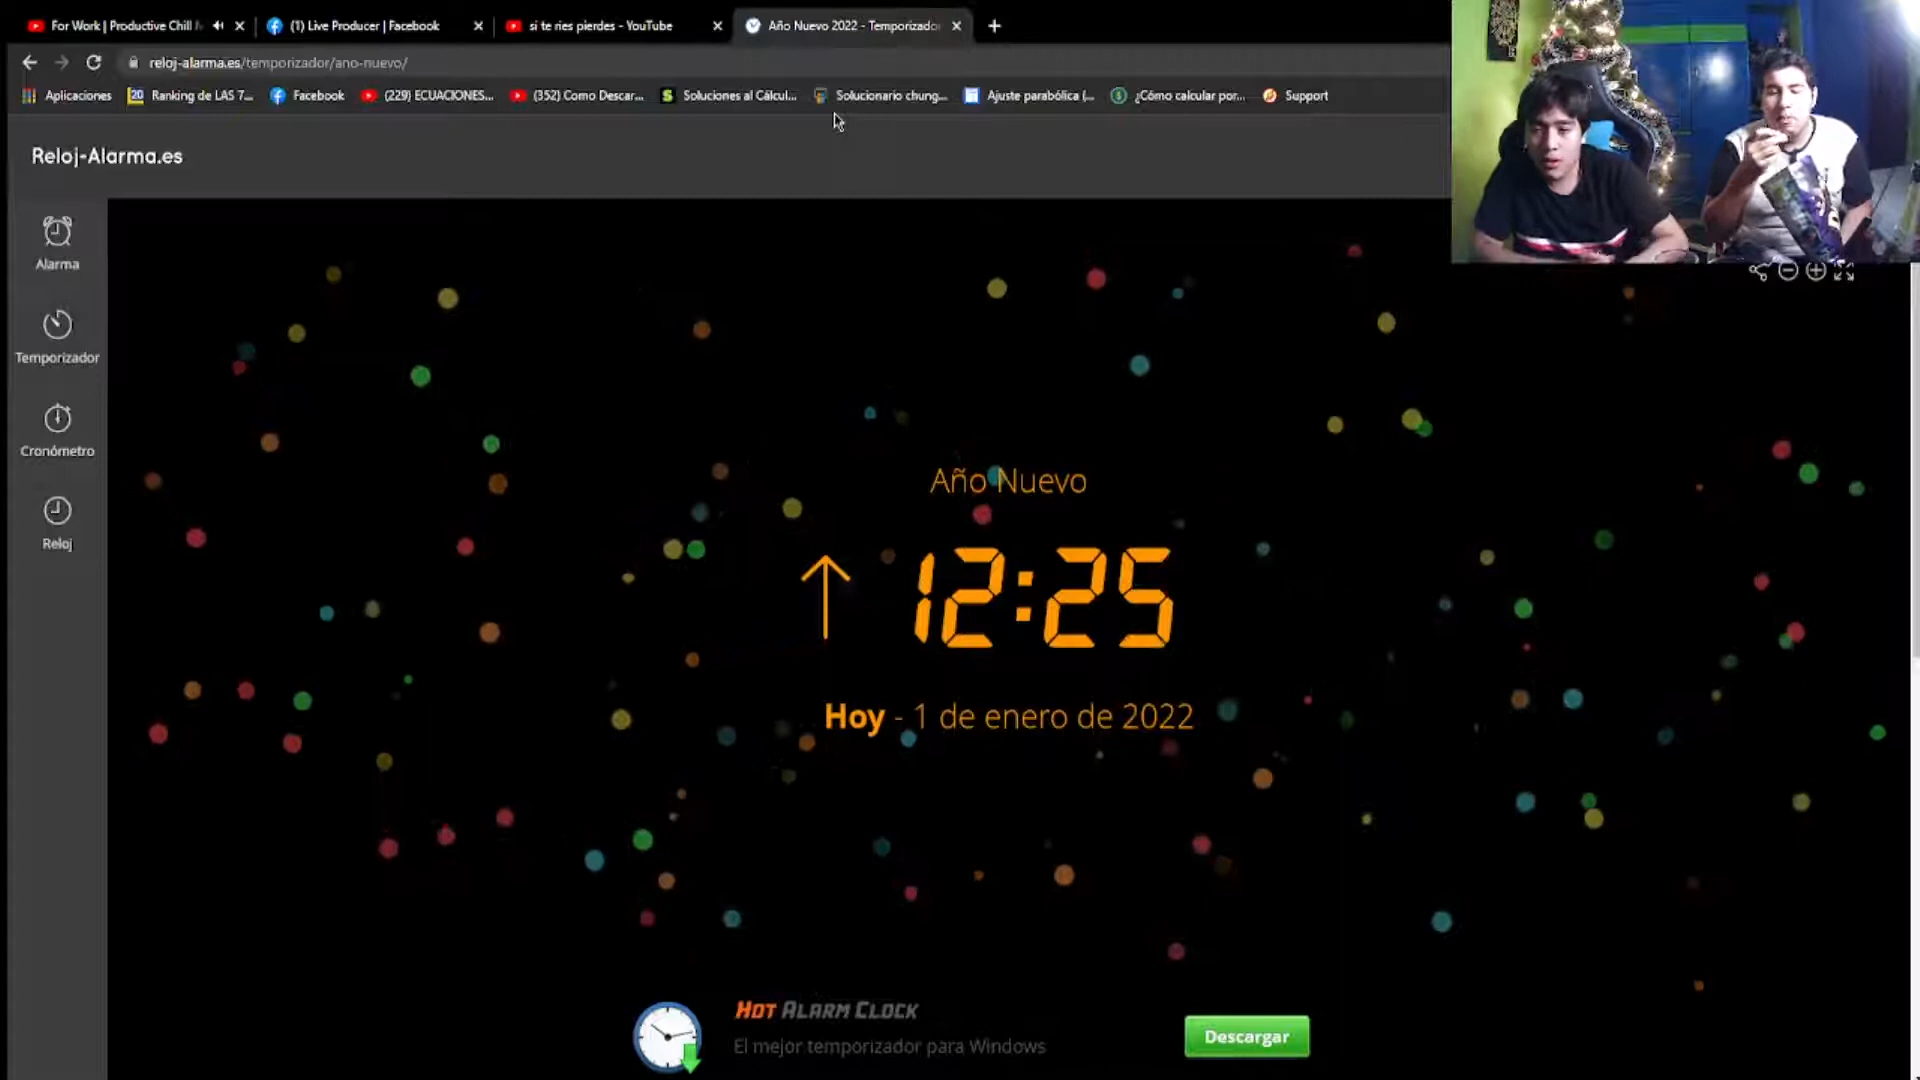 For Work | Productive Chill
(1) Live Producer | Facebook
si te ries pierdes - YouTube
Año Nuevo 2022 - Temporizador
reloj-alarma.es/temporizador/ano-nuevo/
Aplicaciones
Ranking de LAS 7...
Facebook
(229) ECUACIONES...
(352) Como Descar...
Soluciones al Cálcul...
Solucionario chung...
Ajuste parabólica (...
¿Cómo calcular por...
Support
Reloj-Alarma.es
Alarma
Temporizador
Cronómetro
Reloj
Año Nuevo
↑ 12:25
Hoy - 1 de enero de 2022
HOT ALARM CLOCK
El mejor temporizador para Windows
Descargar